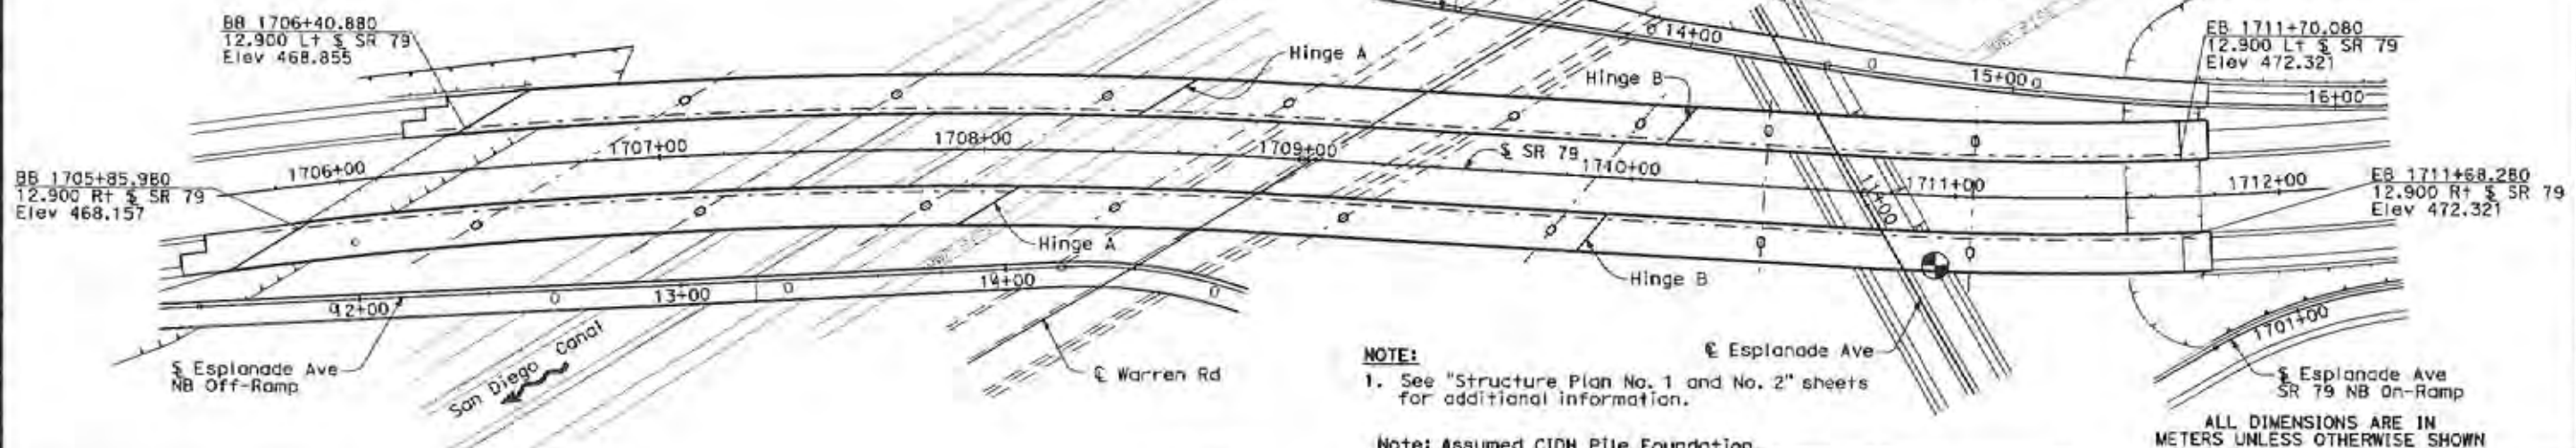 BB 1706+40.880
12.900 Lt ℄ SR 79
Elev 468.855
BB 1705+85.980
12.900 Rt ℄ SR 79
Elev 468.157
1706+00
1707+00
1708+00
1709+00
1740+00
1711+00
1712+00
℄ SR 79
Hinge A
Hinge B
14+00
15+00
16+00
EB 1711+70.080
12.900 Lt ℄ SR 79
Elev 472.321
EB 1711+68.280
12.900 Rt ℄ SR 79
Elev 472.321
Hinge A
Hinge B
11+00
12+00
13+00
14+00
℄ Esplanade Ave
NB Off-Ramp
San Diego Canal
℄ Warren Rd
NOTE:
1. See "Structure Plan No. 1 and No. 2" sheets
for additional information.
Note: Assumed CIDH Pile Foundation.
℄ Esplanade Ave
1701+00
℄ Esplanade Ave
SR 79 NB On-Ramp
ALL DIMENSIONS ARE IN
METERS UNLESS OTHERWISE SHOWN